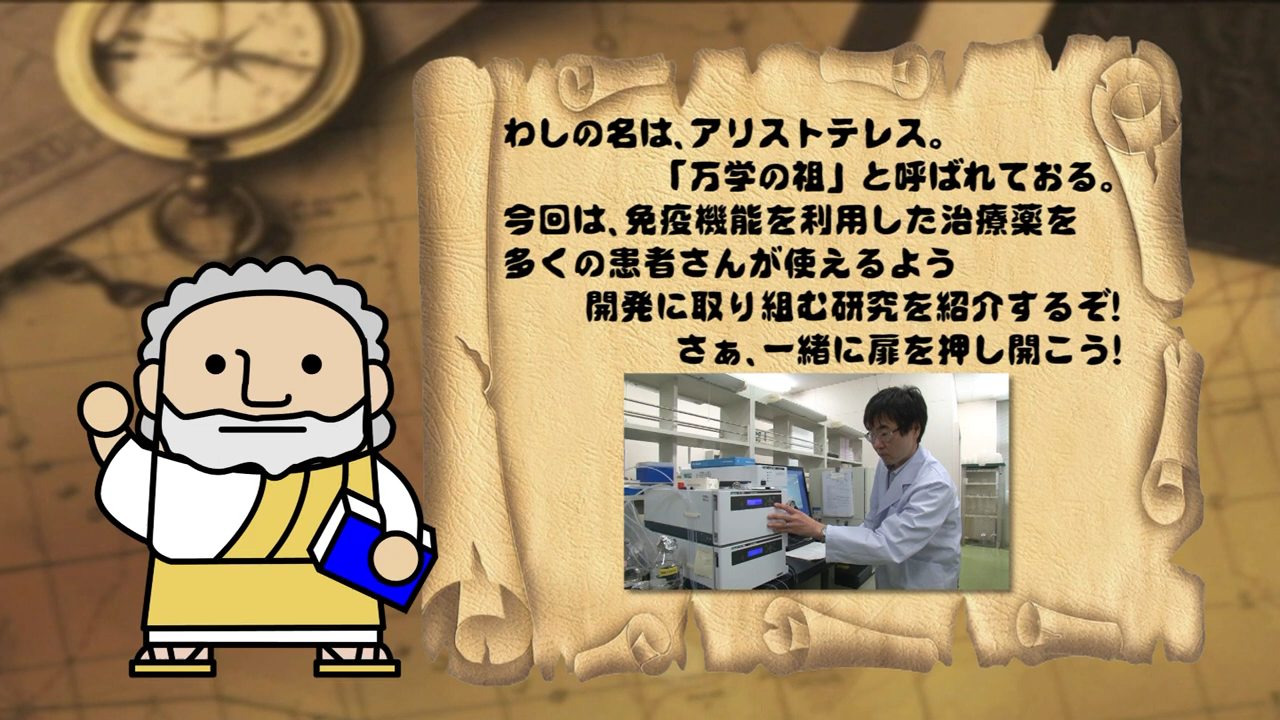 わしの名は、アリストテレス。
「万学の祖」と呼ばれておる。
今回は、免疫機能を利用した治療薬を
多くの患者さんが使えるよう
開発に取り組む研究を紹介するぞ!
さぁ、一緒に扉を押し開こう!